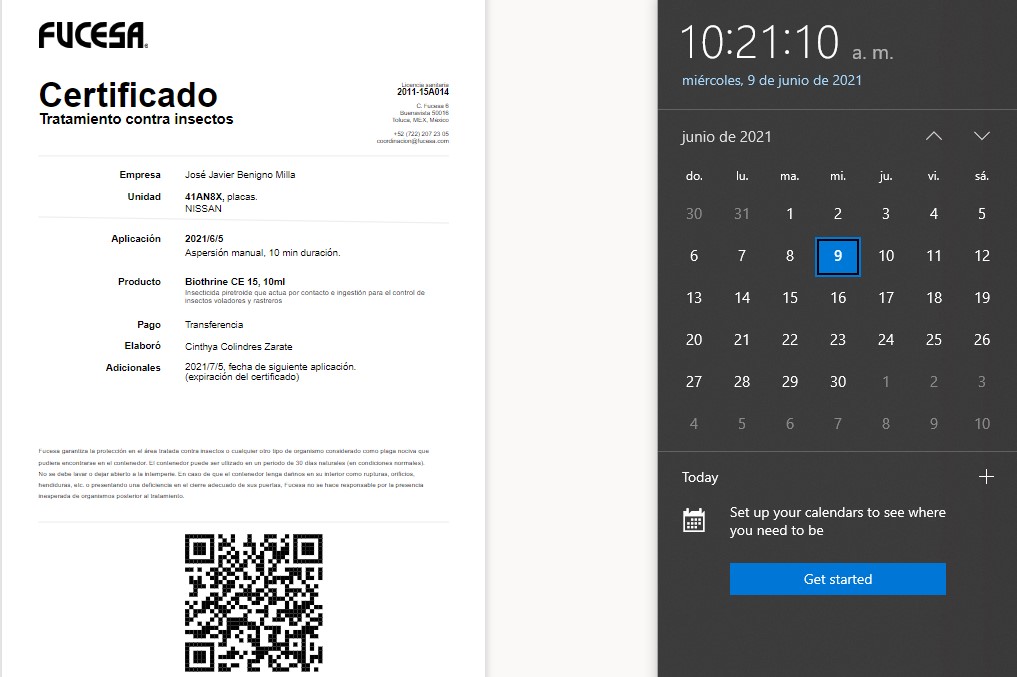 FUCESA
Certificado
Tratamiento contra insectos
Licencia sanitaria
2011-15A014
C. Fucesa 6
Buenavista 50016
Toluca, MEX, México
+52 (722) 207 23 05
coordinacion@fucesa.com
Empresa José Javier Benigno Milla
Unidad 41AN8X, placas.
NISSAN
Aplicación 2021/6/5
Aspersión manual, 10 min duración.
Producto Biothrine CE 15, 10ml
Insecticida piretroide que actua por contacto e ingestión para el control de
insectos voladores y rastreros
Pago Transferencia
Elaboró Cinthya Colindres Zarate
Adicionales 2021/7/5, fecha de siguiente aplicación.
(expiración del certificado)
Fucesa garantiza la protección en el área tratada contra insectos o cualquier otro tipo de organismo considerado como plaga nociva que
pudiera encontrarse en el contenedor. El contenedor puede ser utlizado en un periodo de 30 días naturales (en condiciones normales).
No se debe lavar o dejar abierto a la intemperie. En caso de que el contenedor tenga dañinos en su interior como rupturas, orificios,
hendiduras, etc. o presentando una deficiencia en el cierre adecuado de sus puertas, Fucesa no se hace responsable por la presencia
inesperada de organismos posterior al tratamiento.
10:21:10 a. m.
miércoles, 9 de junio de 2021
junio de 2021
do. lu. ma. mi. ju. vi. sá.
30 31 1 2 3 4 5
6 7 8 9 10 11 12
13 14 15 16 17 18 19
20 21 22 23 24 25 26
27 28 29 30 1 2 3
4 5 6 7 8 9 10
Today
Set up your calendars to see where
you need to be
Get started